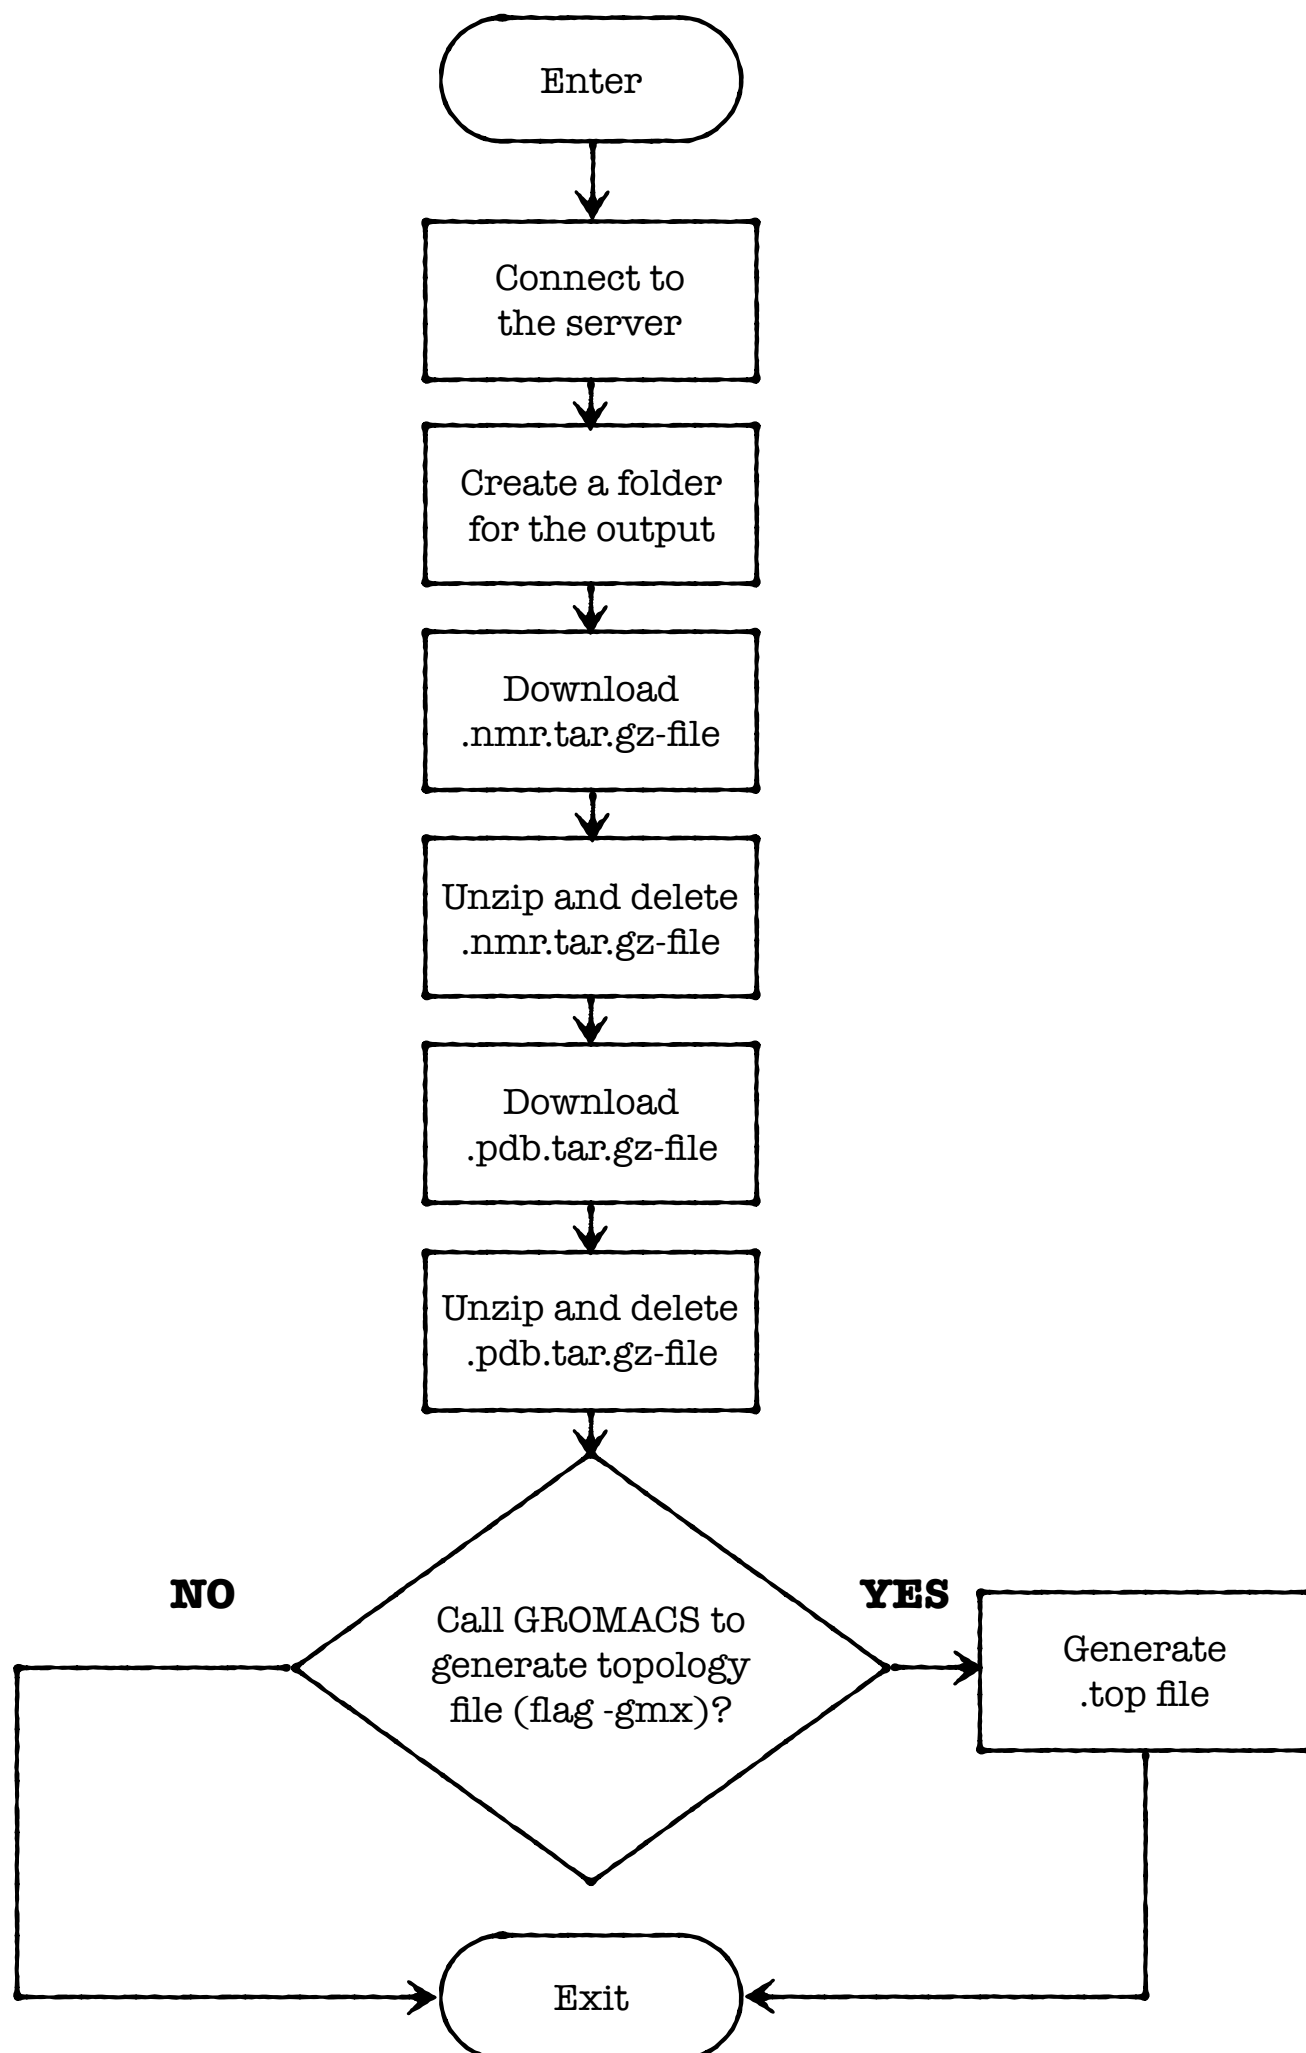 Enter
Connect to
the server
Create a folder
for the output
Download
.nmr.tar.gz-file
Unzip and delete
.nmr.tar.gz-file
Download
.pdb.tar.gz-file
Unzip and delete
.pdb.tar.gz-file
NO
Call GROMACS to
generate topology
file (flag -gmx)?
YES
Generate
.top file
Exit